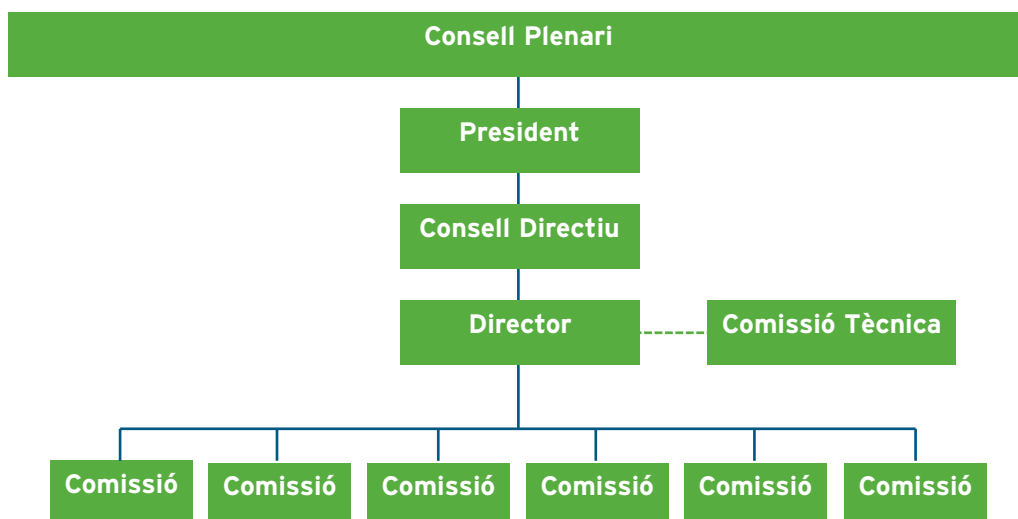 Consell Plenari
President
Consell Directiu
Director
Comissió Tècnica
Comissió
Comissió
Comissió
Comissió
Comissió
Comissió